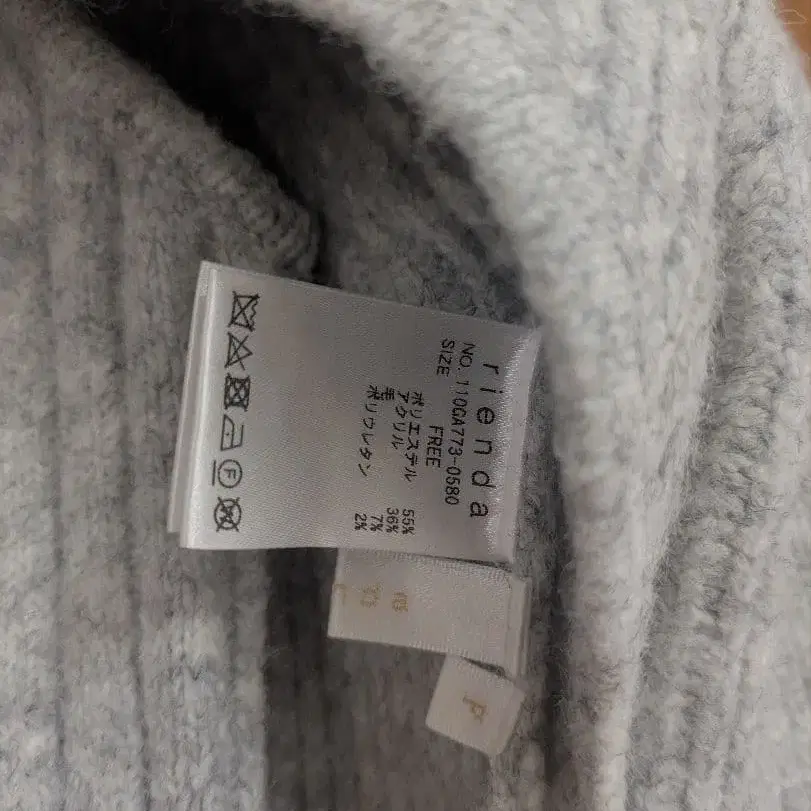 rienda
NO. 110GA773-0580
SIZE FREE
ポリエステル 55%
アクリル 36%
毛 7%
ポリウレタン 2%
F
F